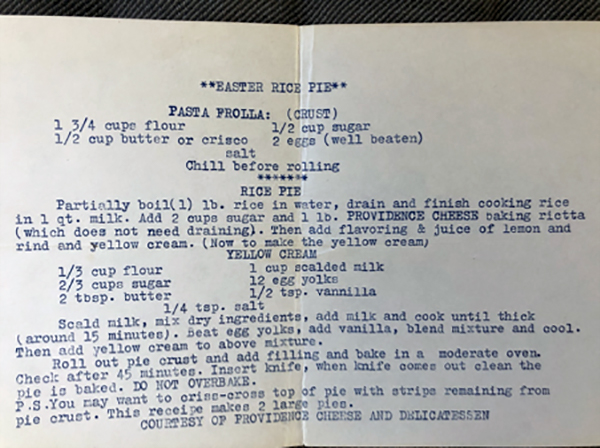 **EASTER RICE PIE**
PASTA FROLLA: (CRUST)
1 3/4 cups flour 1/2 cup sugar
1/2 cup butter or crisco 2 eggs (well beaten)
salt
Chill before rolling
*******
RICE PIE
Partially boil(1) lb. rice in water, drain and finish cooking rice
in 1 qt. milk. Add 2 cups sugar and 1 lb. PROVIDENCE CHEESE baking rictta
(which does not need draining). Then add flavoring & juice of lemon and
rind and yellow cream. (Now to make the yellow cream)
YELLOW CREAM
1/3 cup flour 1 cup scalded milk
2/3 cups sugar 12 egg yolks
2 tbsp. butter 1/2 tsp. vannilla
1/4 tsp. salt
Scald milk, mix dry ingredients, add milk and cook until thick
(around 15 minutes). Beat egg yolks, add vanilla, blend mixture and cool.
Then add yellow cream to above mixture.
Roll out pie crust and add filling and bake in a moderate oven.
Check after 45 minutes. Insert knife, when knife comes out clean the
pie is baked. DO NOT OVERBAKE.
P.S.You may want to criss-cross top of pie with strips remaining from
pie crust. This receipe makes 2 large pies.
COURTESY OF PROVIDENCE CHEESE AND DELICATESSEN